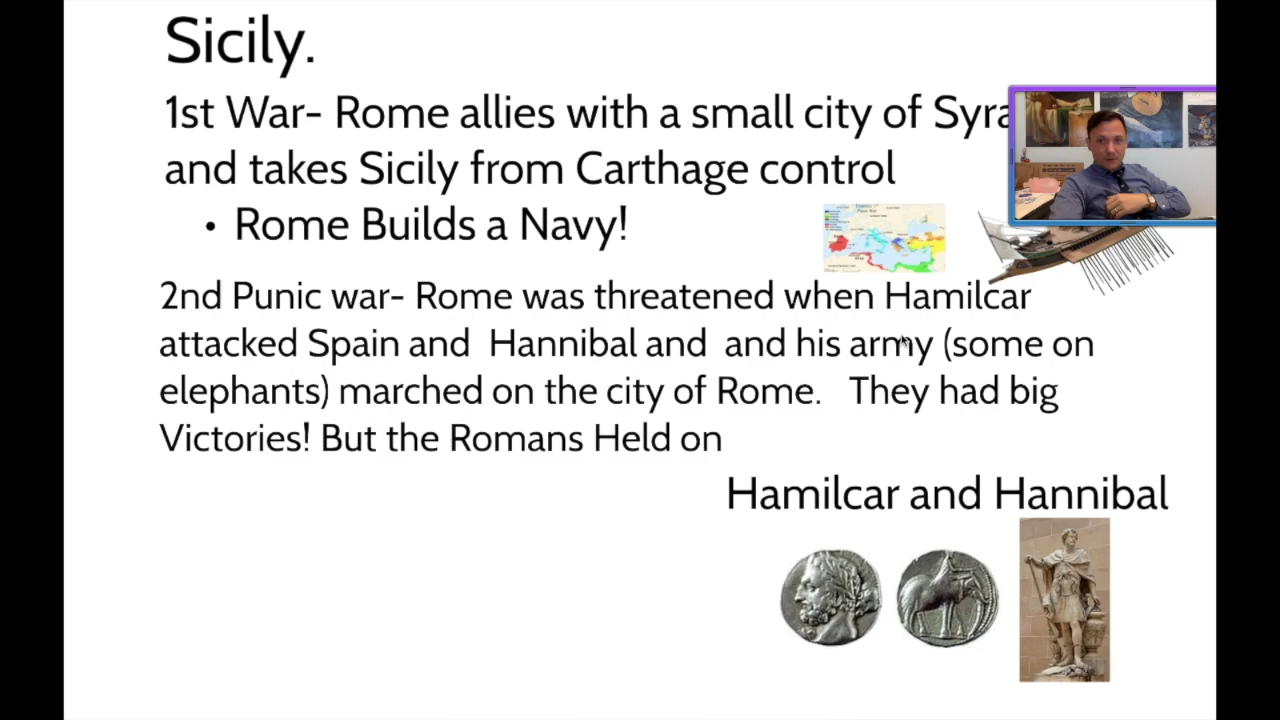 Sicily.
1st War- Rome allies with a small city of
and takes Sicily from Carthage control
• Rome Builds a Navy!
2nd Punic war- Rome was threatened when Hamilcar
attacked Spain and Hannibal and and his army (some on
elephants) marched on the city of Rome. They had big
Victories! But the Romans Held on
Hamilcar and Hannibal